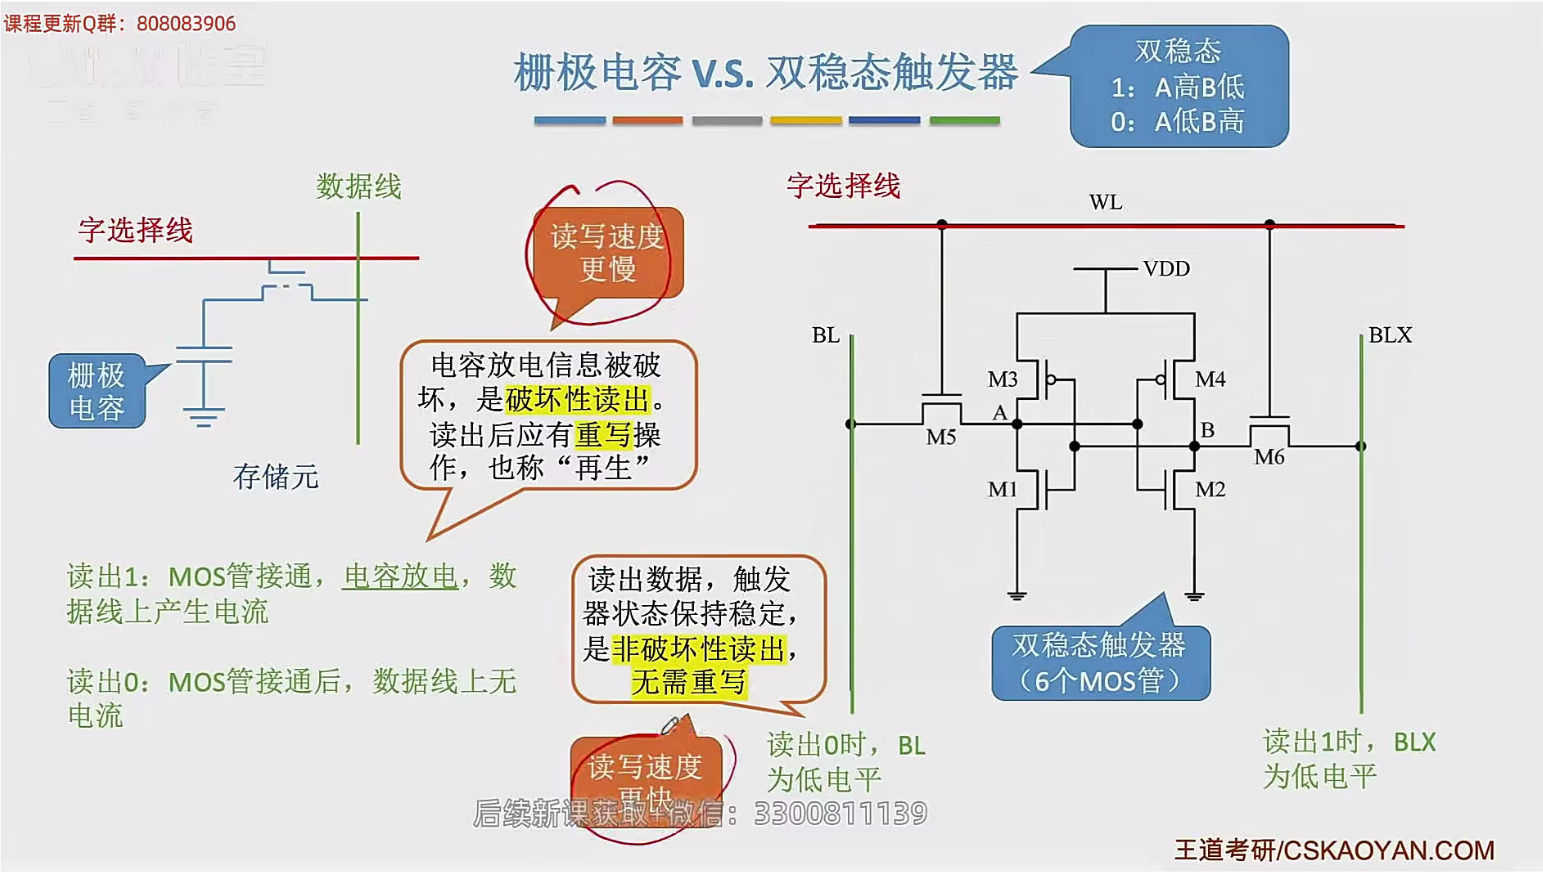 课程更新Q群：808083906
栅极电容 V.S. 双稳态触发器
双稳态
1：A高B低
0：A低B高
数据线
字选择线
栅极
电容
存储元
读写速度
更慢
电容放电信息被破
坏，是破坏性读出。
读出后应有重写操
作，也称“再生”
读出1：MOS管接通，电容放电，数
据线上产生电流
读出0：MOS管接通后，数据线上无
电流
字选择线
WL
VDD
BL
BLX
M3
M4
A
M5
B
M6
M1
M2
双稳态触发器
（6个MOS管）
读出数据，触发
器状态保持稳定，
是非破坏性读出，
无需重写
读写速度
更快
读出0时，BL
为低电平
读出1时，BLX
为低电平
后续新课获取+微信：3300811139
王道考研/CSKAOYAN.COM